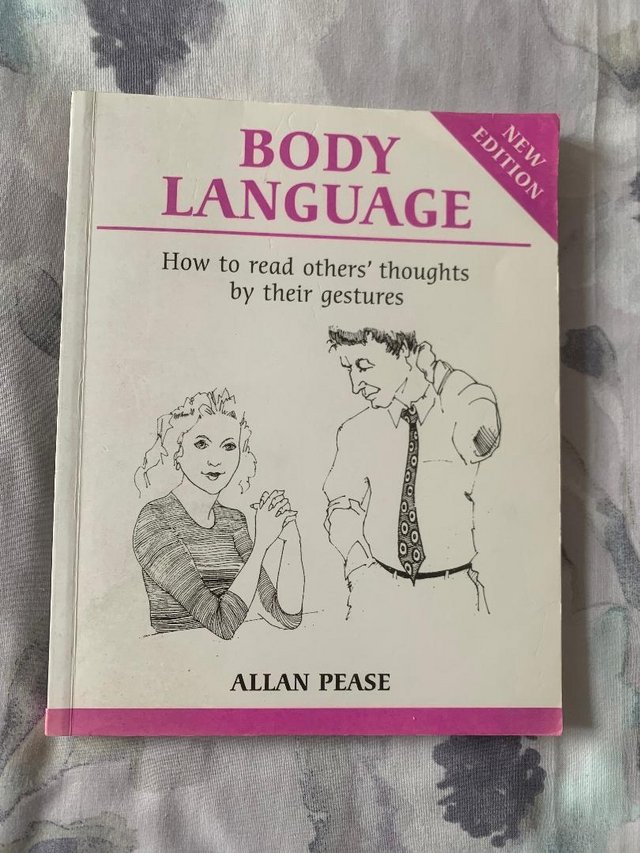 NEW
EDITION
BODY
LANGUAGE
How to read others' thoughts
by their gestures
ALLAN PEASE